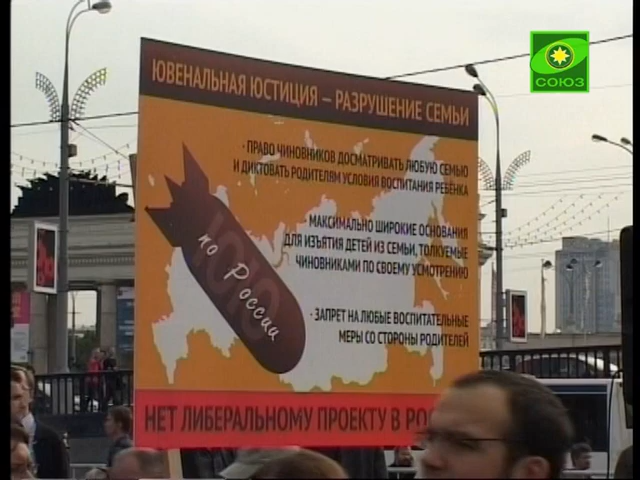 СОЮЗ
ЮВЕНАЛЬНАЯ ЮСТИЦИЯ – РАЗРУШЕНИЕ СЕМЬИ
· ПРАВО ЧИНОВНИКОВ ДОСМАТРИВАТЬ ЛЮБУЮ СЕМЬЮ
И ДИКТОВАТЬ РОДИТЕЛЯМ УСЛОВИЯ ВОСПИТАНИЯ РЕБЁНКА
МАКСИМАЛЬНО ШИРОКИЕ ОСНОВАНИЯ
ДЛЯ ИЗЪЯТИЯ ДЕТЕЙ ИЗ СЕМЬИ, ТОЛКУЕМЫЕ
ЧИНОВНИКАМИ ПО СВОЕМУ УСМОТРЕНИЮ
· ЗАПРЕТ НА ЛЮБЫЕ ВОСПИТАТЕЛЬНЫЕ
МЕРЫ СО СТОРОНЫ РОДИТЕЛЕЙ
ЮЮ
по России
НЕТ ЛИБЕРАЛЬНОМУ ПРОЕКТУ В РОС